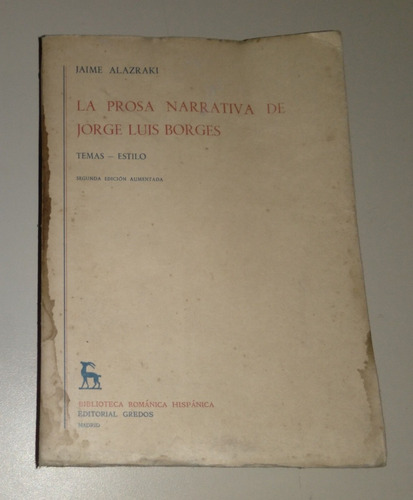 JAIME ALAZRAKI
LA PROSA NARRATIVA DE
JORGE LUIS BORGES
TEMAS – ESTILO
SEGUNDA EDICIÓN AUMENTADA
BIBLIOTECA ROMÁNICA HISPÁNICA
EDITORIAL GREDOS
MADRID